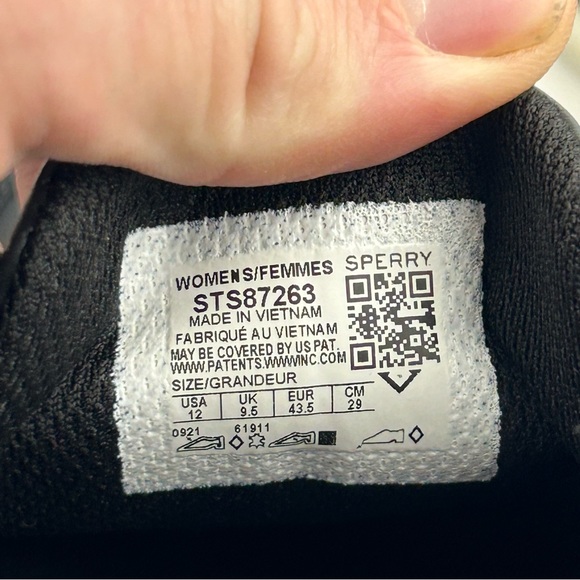 WOMENS/FEMMES SPERRY
STS87263
MADE IN VIETNAM
FABRIQUÉ AU VIETNAM
MAY BE COVERED BY US PAT.
WWW.PATENTS.WWWINC.COM
SIZE/GRANDEUR
USA UK EUR CM
12 9.5 43.5 29
0921 61911